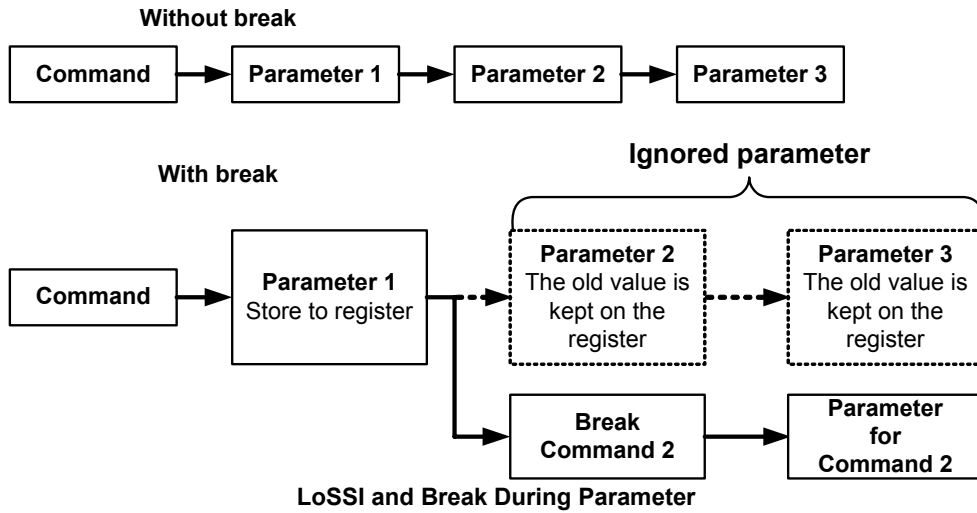 Without break
Command
Parameter 1
Parameter 2
Parameter 3
With break
Ignored parameter
Command
Parameter 1
Store to register
Parameter 2
The old value is
kept on the
register
Parameter 3
The old value is
kept on the
register
Break
Command 2
Parameter
for
Command 2
LoSSI and Break During Parameter